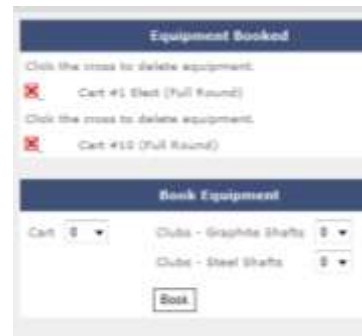 Equipment Booked
Click the cross to delete equipment.
Cart #1 Elect (Full Round)
Click the cross to delete equipment.
Cart #10 (Full Round)
Book Equipment
Cart 0 Clubs - Graphite Shafts 0
Clubs - Steel Shafts 0
Book